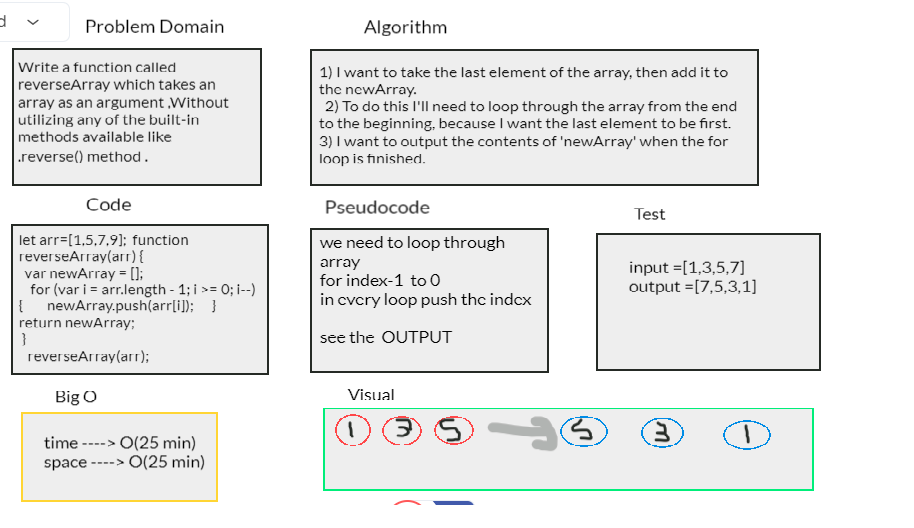 d
Problem Domain
Write a function called
reverseArray which takes an
array as an argument ,Without
utilizing any of the built-in
methods available like
.reverse() method .
Algorithm
1) I want to take the last element of the array, then add it to
the newArray.
2) To do this I'll need to loop through the array from the end
to the beginning, because I want the last element to be first.
3) I want to output the contents of 'newArray' when the for
loop is finished.
Code
let arr=[1,5,7,9]; function
reverseArray(arr) {
var newArray = [];
for (var i = arr.length - 1; i >= 0; i--)
{ newArray.push(arr[i]); }
return newArray;
}
reverseArray(arr);
Pseudocode
we need to loop through
array
for index-1 to 0
in every loop push the index
see the OUTPUT
Test
input =[1,3,5,7]
output =[7,5,3,1]
Big O
time ----> O(25 min)
space ----> O(25 min)
Visual
1 3 5 5 3 1